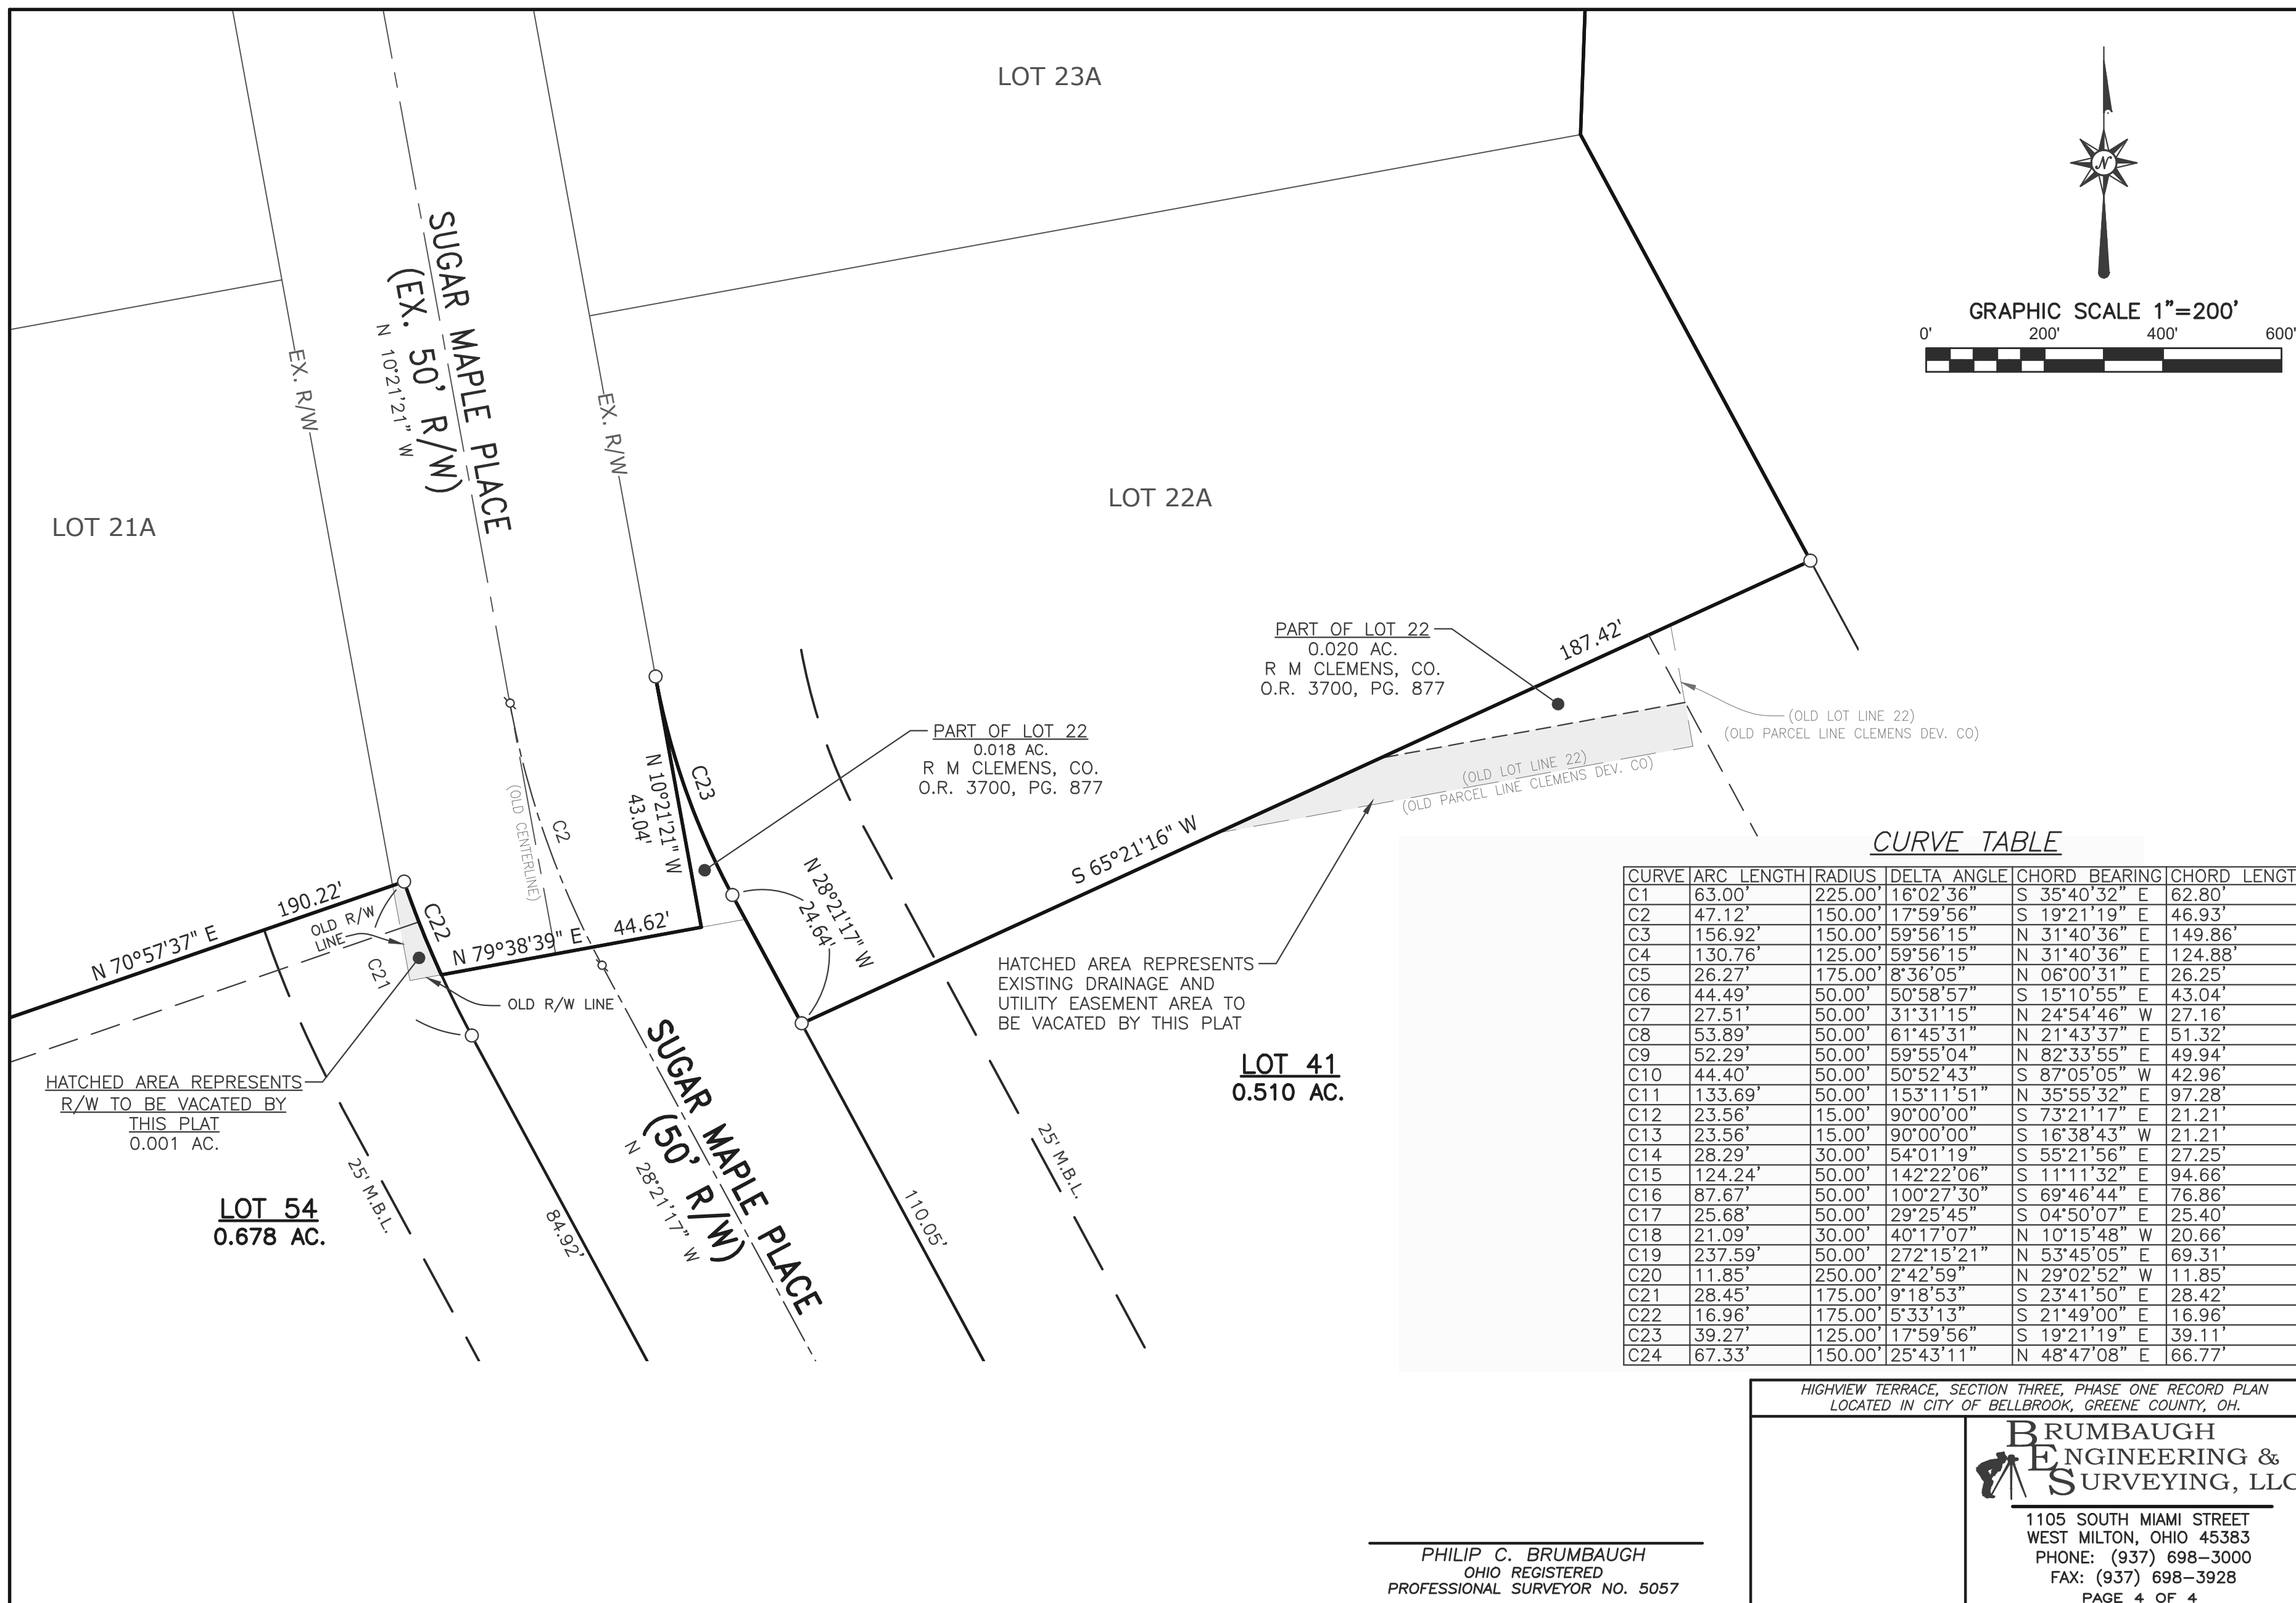 LOT 23A
GRAPHIC SCALE 1”=200’
0' 200' 400' 600'
SUGAR MAPLE PLACE
(EX. 50’ R/W)
N 10°21’21” W
EX. R/W
EX. R/W
LOT 21A
LOT 22A
PART OF LOT 22
0.020 AC.
R M CLEMENS, CO.
O.R. 3700, PG. 877
187.42'
(OLD LOT LINE 22)
(OLD PARCEL LINE CLEMENS DEV. CO)
PART OF LOT 22
0.018 AC.
R M CLEMENS, CO.
O.R. 3700, PG. 877
(OLD LOT LINE 22)
(OLD PARCEL LINE CLEMENS DEV. CO)
C23
N 10°21'21" W
43.04'
C2
(OLD CENTERLINE)
S 65°21'16" W
N 28°21'17" W
24.64'
190.22'
N 70°57'37" E
OLD R/W
LINE
C22
C21
N 79°38'39" E 44.62'
OLD R/W LINE
HATCHED AREA REPRESENTS
EXISTING DRAINAGE AND
UTILITY EASEMENT AREA TO
BE VACATED BY THIS PLAT
LOT 41
0.510 AC.
HATCHED AREA REPRESENTS
R/W TO BE VACATED BY
THIS PLAT
0.001 AC.
SUGAR MAPLE PLACE
(50’ R/W)
N 28°21’17” W
25' M.B.L.
25' M.B.L.
LOT 54
0.678 AC.
84.92’
110.05’
CURVE TABLE
CURVE ARC LENGTH RADIUS DELTA ANGLE CHORD BEARING CHORD LENGT
C1 63.00’ 225.00’ 16°02’36” S 35°40’32” E 62.80’
C2 47.12’ 150.00’ 17°59’56” S 19°21’19” E 46.93’
C3 156.92’ 150.00’ 59°56’15” N 31°40’36” E 149.86’
C4 130.76’ 125.00’ 59°56’15” N 31°40’36” E 124.88’
C5 26.27’ 175.00’ 8°36’05” N 06°00’31” E 26.25’
C6 44.49’ 50.00’ 50°58’57” S 15°10’55” E 43.04’
C7 27.51’ 50.00’ 31°31’15” N 24°54’46” W 27.16’
C8 53.89’ 50.00’ 61°45’31” N 21°43’37” E 51.32’
C9 52.29’ 50.00’ 59°55’04” N 82°33’55” E 49.94’
C10 44.40’ 50.00’ 50°52’43” S 87°05’05” W 42.96’
C11 133.69’ 50.00’ 153°11’51” N 35°55’32” E 97.28’
C12 23.56’ 15.00’ 90°00’00” S 73°21’17” E 21.21’
C13 23.56’ 15.00’ 90°00’00” S 16°38’43” W 21.21’
C14 28.29’ 30.00’ 54°01’19” S 55°21’56” E 27.25’
C15 124.24’ 50.00’ 142°22’06” S 11°11’32” E 94.66’
C16 87.67’ 50.00’ 100°27’30” S 69°46’44” E 76.86’
C17 25.68’ 50.00’ 29°25’45” S 04°50’07” E 25.40’
C18 21.09’ 30.00’ 40°17’07” N 10°15’48” W 20.66’
C19 237.59’ 50.00’ 272°15’21” N 53°45’05” E 69.31’
C20 11.85’ 250.00’ 2°42’59” N 29°02’52” W 11.85’
C21 28.45’ 175.00’ 9°18’53” S 23°41’50” E 28.42’
C22 16.96’ 175.00’ 5°33’13” S 21°49’00” E 16.96’
C23 39.27’ 125.00’ 17°59’56” S 19°21’19” E 39.11’
C24 67.33’ 150.00’ 25°43’11” N 48°47’08” E 66.77’
HIGHVIEW TERRACE, SECTION THREE, PHASE ONE RECORD PLAN
LOCATED IN CITY OF BELLBROOK, GREENE COUNTY, OH.
BRUMBAUGH
ENGINEERING &
SURVEYING, LLC
1105 SOUTH MIAMI STREET
WEST MILTON, OHIO 45383
PHONE: (937) 698–3000
FAX: (937) 698–3928
PAGE 4 OF 4
PHILIP C. BRUMBAUGH
OHIO REGISTERED
PROFESSIONAL SURVEYOR NO. 5057
N